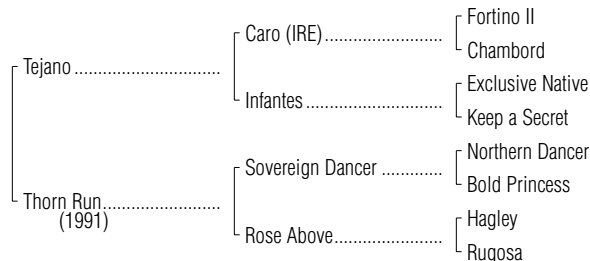 Fortino II
Caro (IRE)........................
Chambord
Tejano .............................
Exclusive Native
Infantes ...........................
Keep a Secret
Northern Dancer
Sovereign Dancer .............
Bold Princess
Thorn Run.......................
(1991)
Hagley
Rose Above.....................
Rugosa